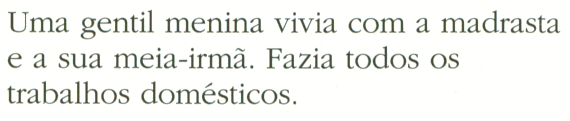 Uma gentil menina vivia com a madrasta
e a sua meia-irmã. Fazia todos os
trabalhos domésticos.